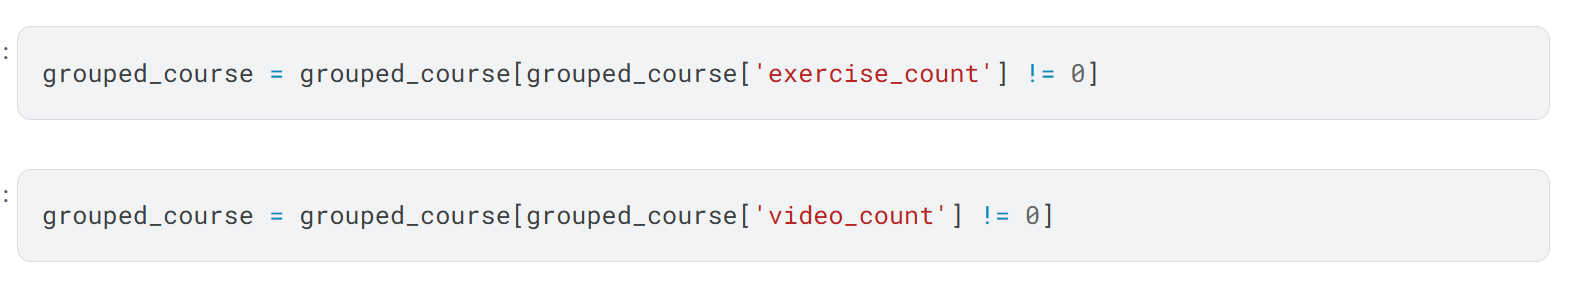 :
grouped_course = grouped_course[grouped_course['exercise_count'] != 0]
:
grouped_course = grouped_course[grouped_course['video_count'] != 0]